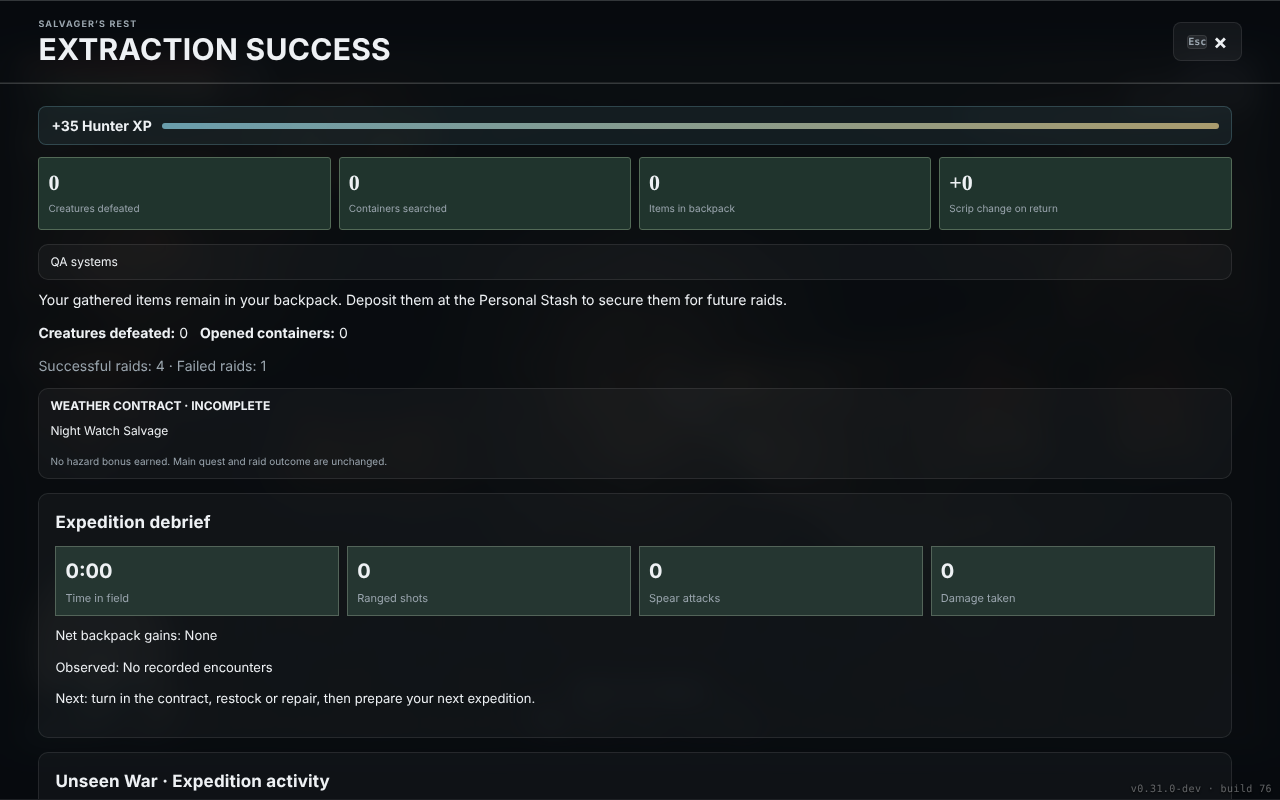 SALVAGER'S REST
EXTRACTION SUCCESS
Esc ×
+35 Hunter XP
0
Creatures defeated
0
Containers searched
0
Items in backpack
+0
Scrip change on return
QA systems
Your gathered items remain in your backpack. Deposit them at the Personal Stash to secure them for future raids.
Creatures defeated: 0 Opened containers: 0
Successful raids: 4 · Failed raids: 1
WEATHER CONTRACT · INCOMPLETE
Night Watch Salvage
No hazard bonus earned. Main quest and raid outcome are unchanged.
Expedition debrief
0:00
Time in field
0
Ranged shots
0
Spear attacks
0
Damage taken
Net backpack gains: None
Observed: No recorded encounters
Next: turn in the contract, restock or repair, then prepare your next expedition.
Unseen War · Expedition activity
v0.31.0-dev · build 76